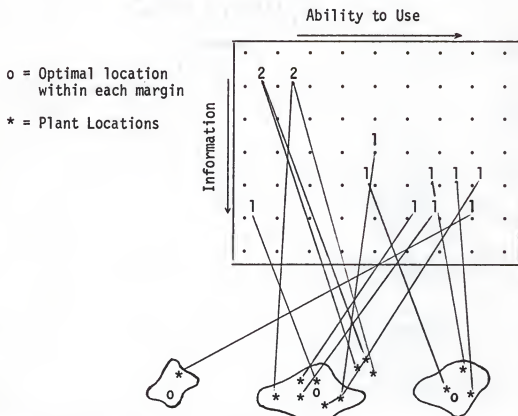 Ability to Use
o = Optimal location
within each margin
* = Plant Locations
Information
2 2
1
1 1 1 1
1 1 1 1
* * *
* * * * *
o * * o *
o * *